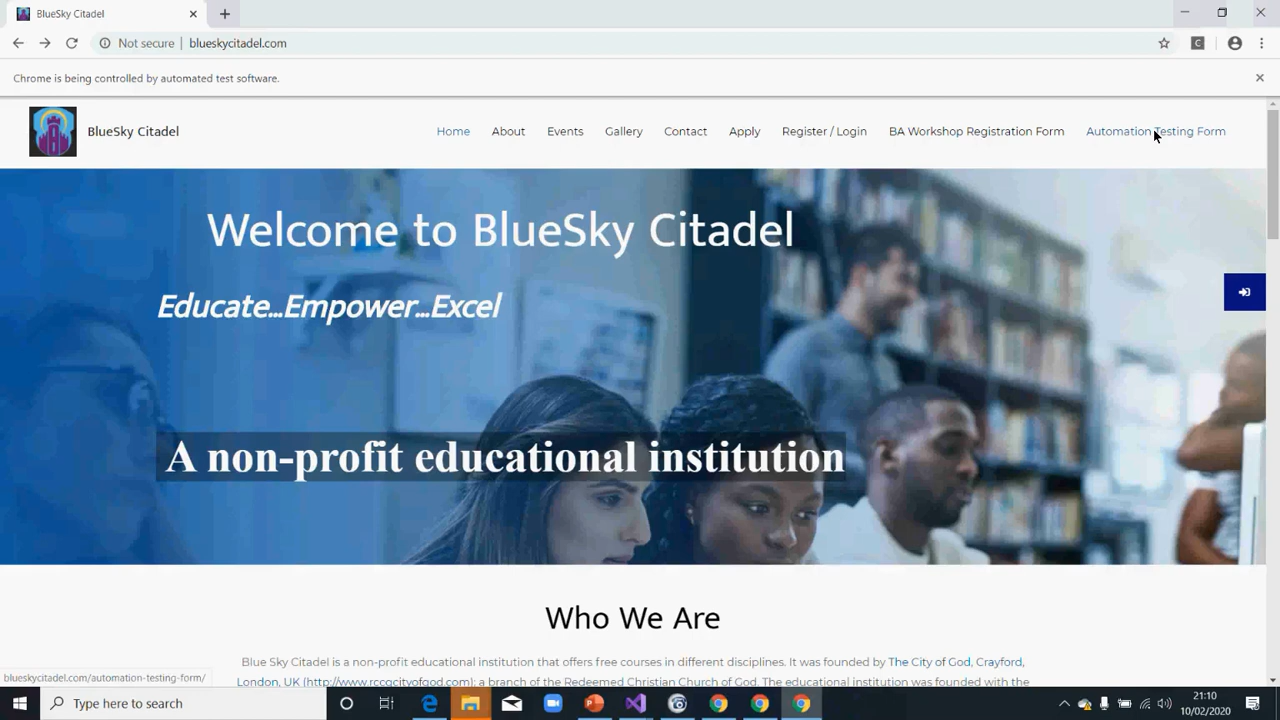 BlueSky Citadel
Not secure
blueskycitadel.com
C
Chrome is being controlled by automated test software.
BlueSky Citadel
Home
About
Events
Gallery
Contact
Apply
Register / Login
BA Workshop Registration Form
Automation Testing Form
Welcome to BlueSky Citadel
Educate...Empower...Excel
A non-profit educational institution
Who We Are
Blue Sky Citadel is a non-profit educational institution that offers free courses in different disciplines. It was founded by The City of God, Crayford,
London, UK (http://www.rccgcityofgod.com) a branch of the Redeemed Christian Church of God. The educational institution was founded with the
blueskycitadel.com/automation-testing-form/
Type here to search
21:10
10/02/2020